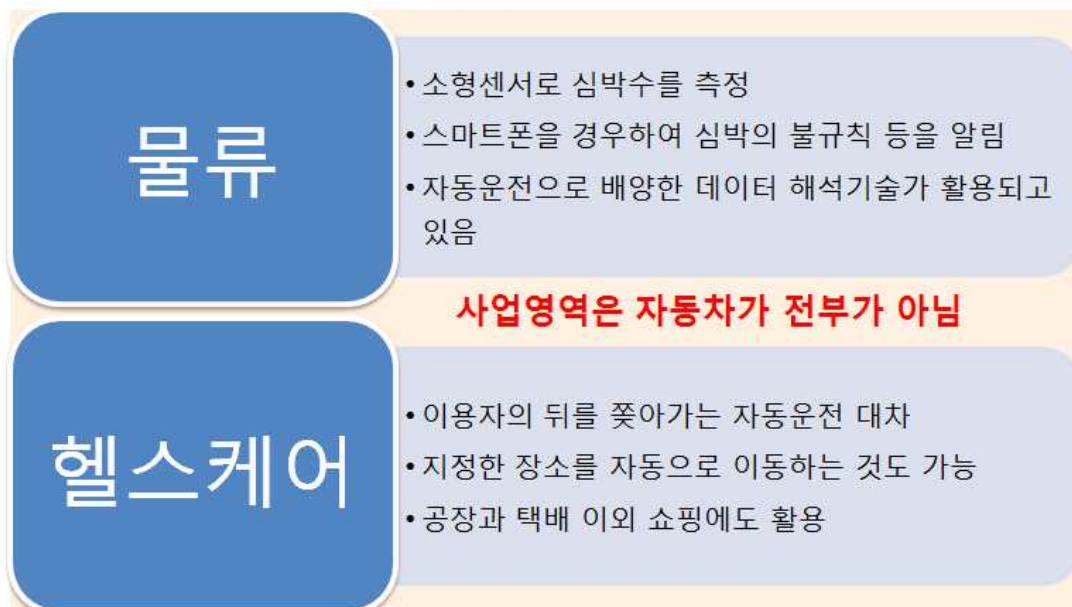 물류
• 소형센서로 심박수를 측정
• 스마트폰을 경우하여 심박의 불규칙 등을 알림
• 자동운전으로 배양한 데이터 해석기술가 활용되고
있음
사업영역은 자동차가 전부가 아님
헬스케어
• 이용자의 뒤를 쫓아가는 자동운전 대차
• 지정한 장소를 자동으로 이동하는 것도 가능
• 공장과 택배 이외 쇼핑에도 활용